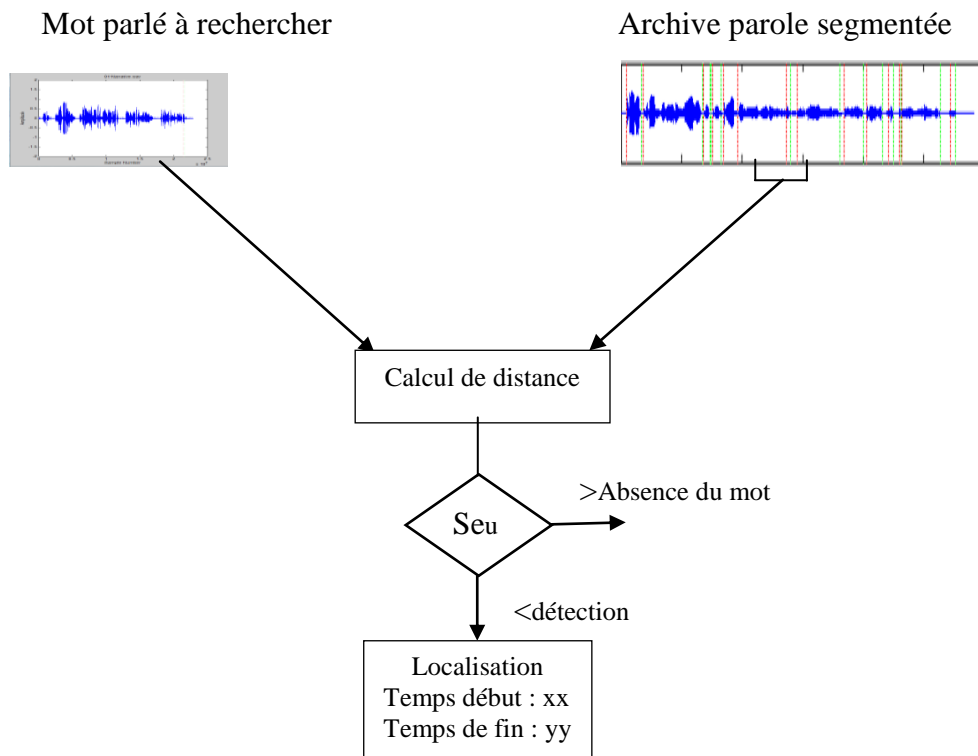 Mot parlé à rechercher
Archive parole segmentée
Calcul de distance
Seu
>Absence du mot
<détection
Localisation
Temps début : xx
Temps de fin : yy